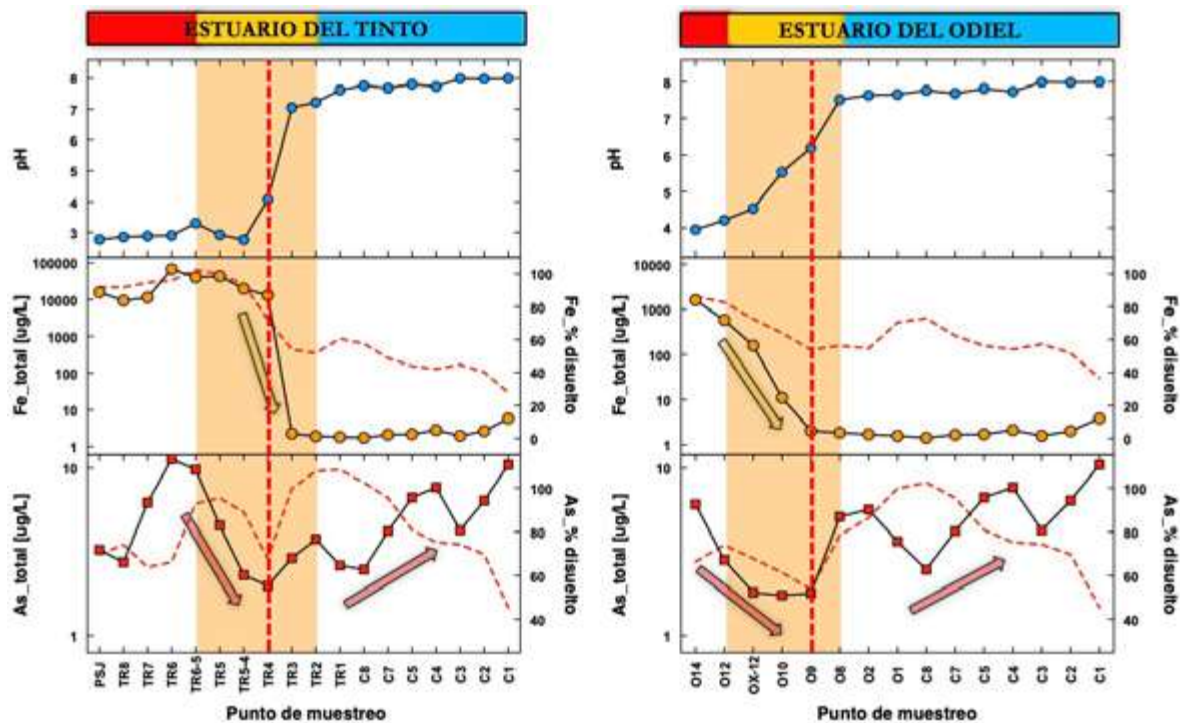 ESTUARIO DEL TINTO
ESTUARIO DEL ODIEL
8
7
6
5
4
3
pH
8
7
6
5
4
pH
100000
10000
1000
100
10
1
Fe_total [ug/L]
100
80
60
40
20
0
Fe_% disuelto
10000
1000
100
10
1
Fe_total [ug/L]
100
80
60
40
20
0
Fe_% disuelto
10
1
As_total [ug/L]
100
80
60
40
As_% disuelto
10
1
As_total [ug/L]
100
80
60
40
As_% disuelto
PSJ
TR8
TR7
TR6
TR6-5
TR5
TR5-4
TR4
TR3
TR2
TR1
C8
C7
C5
C4
C3
C2
C1
Punto de muestreo
O14
O12
OX-12
O10
O9
O8
O2
O1
C8
C7
C5
C4
C3
C2
C1
Punto de muestreo